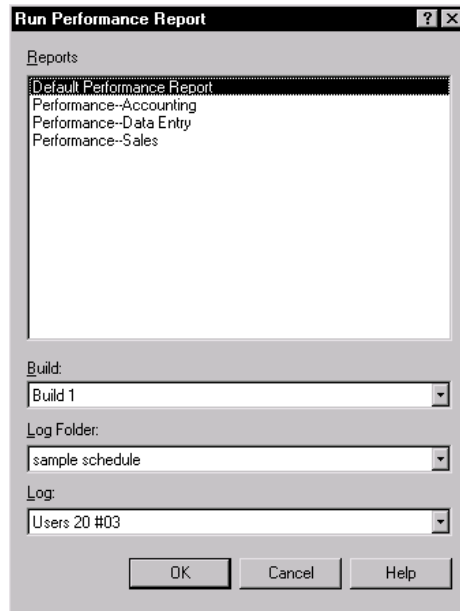 Run Performance Report
Reports
Default Performance Report
Performance--Accounting
Performance--Data Entry
Performance--Sales
Build:
Build 1
Log Folder:
sample schedule
Log:
Users 20 #03
OK Cancel Help